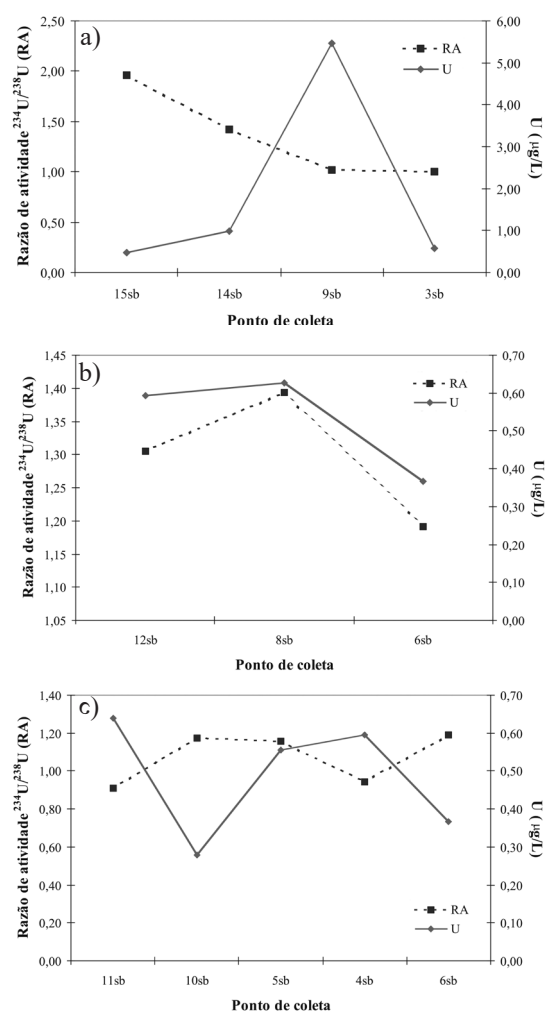 a)
2,50
2,00
1,50
1,00
0,50
0,00
Razão de atividade ²³⁴U/²³⁸U (RA)
6,00
5,00
4,00
3,00
2,00
1,00
0,00
U ( µg/L)
RA
U
15sb 14sb 9sb 3sb
Ponto de coleta
b)
1,45
1,40
1,35
1,30
1,25
1,20
1,15
1,10
1,05
Razão de atividade ²³⁴U/²³⁸U (RA)
0,70
0,60
0,50
0,40
0,30
0,20
0,10
0,00
U ( µg/L)
RA
U
12sb 8sb 6sb
Ponto de coleta
c)
1,40
1,20
1,00
0,80
0,60
0,40
0,20
0,00
Razão de atividade ²³⁴U/²³⁸U (RA)
0,70
0,60
0,50
0,40
0,30
0,20
0,10
0,00
U ( µg/L)
RA
U
11sb 10sb 5sb 4sb 6sb
Ponto de coleta